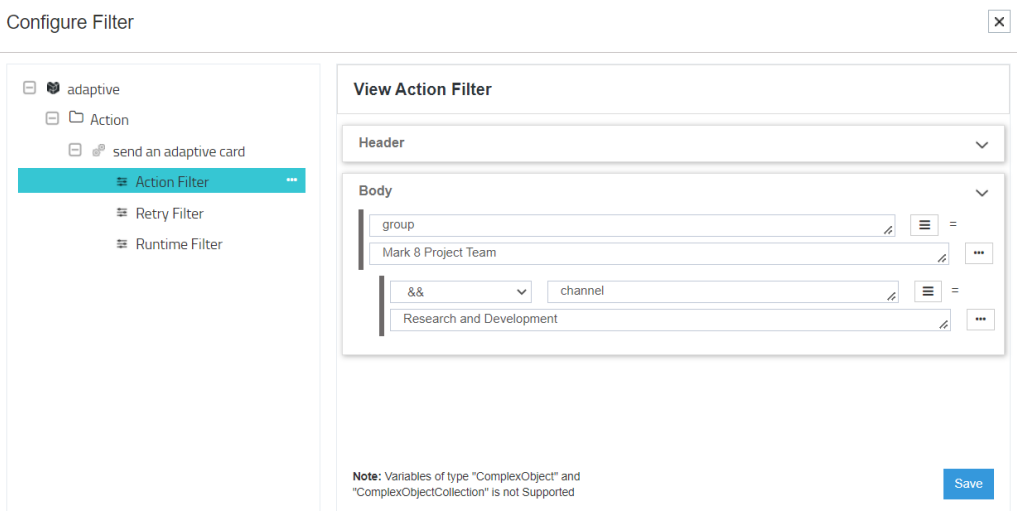 Configure Filter
adaptive
Action
send an adaptive card
Action Filter
Retry Filter
Runtime Filter
View Action Filter
Header
Body
group
=
Mark 8 Project Team
&&
channel
=
Research and Development
Note: Variables of type "ComplexObject" and
"ComplexObjectCollection" is not Supported
Save